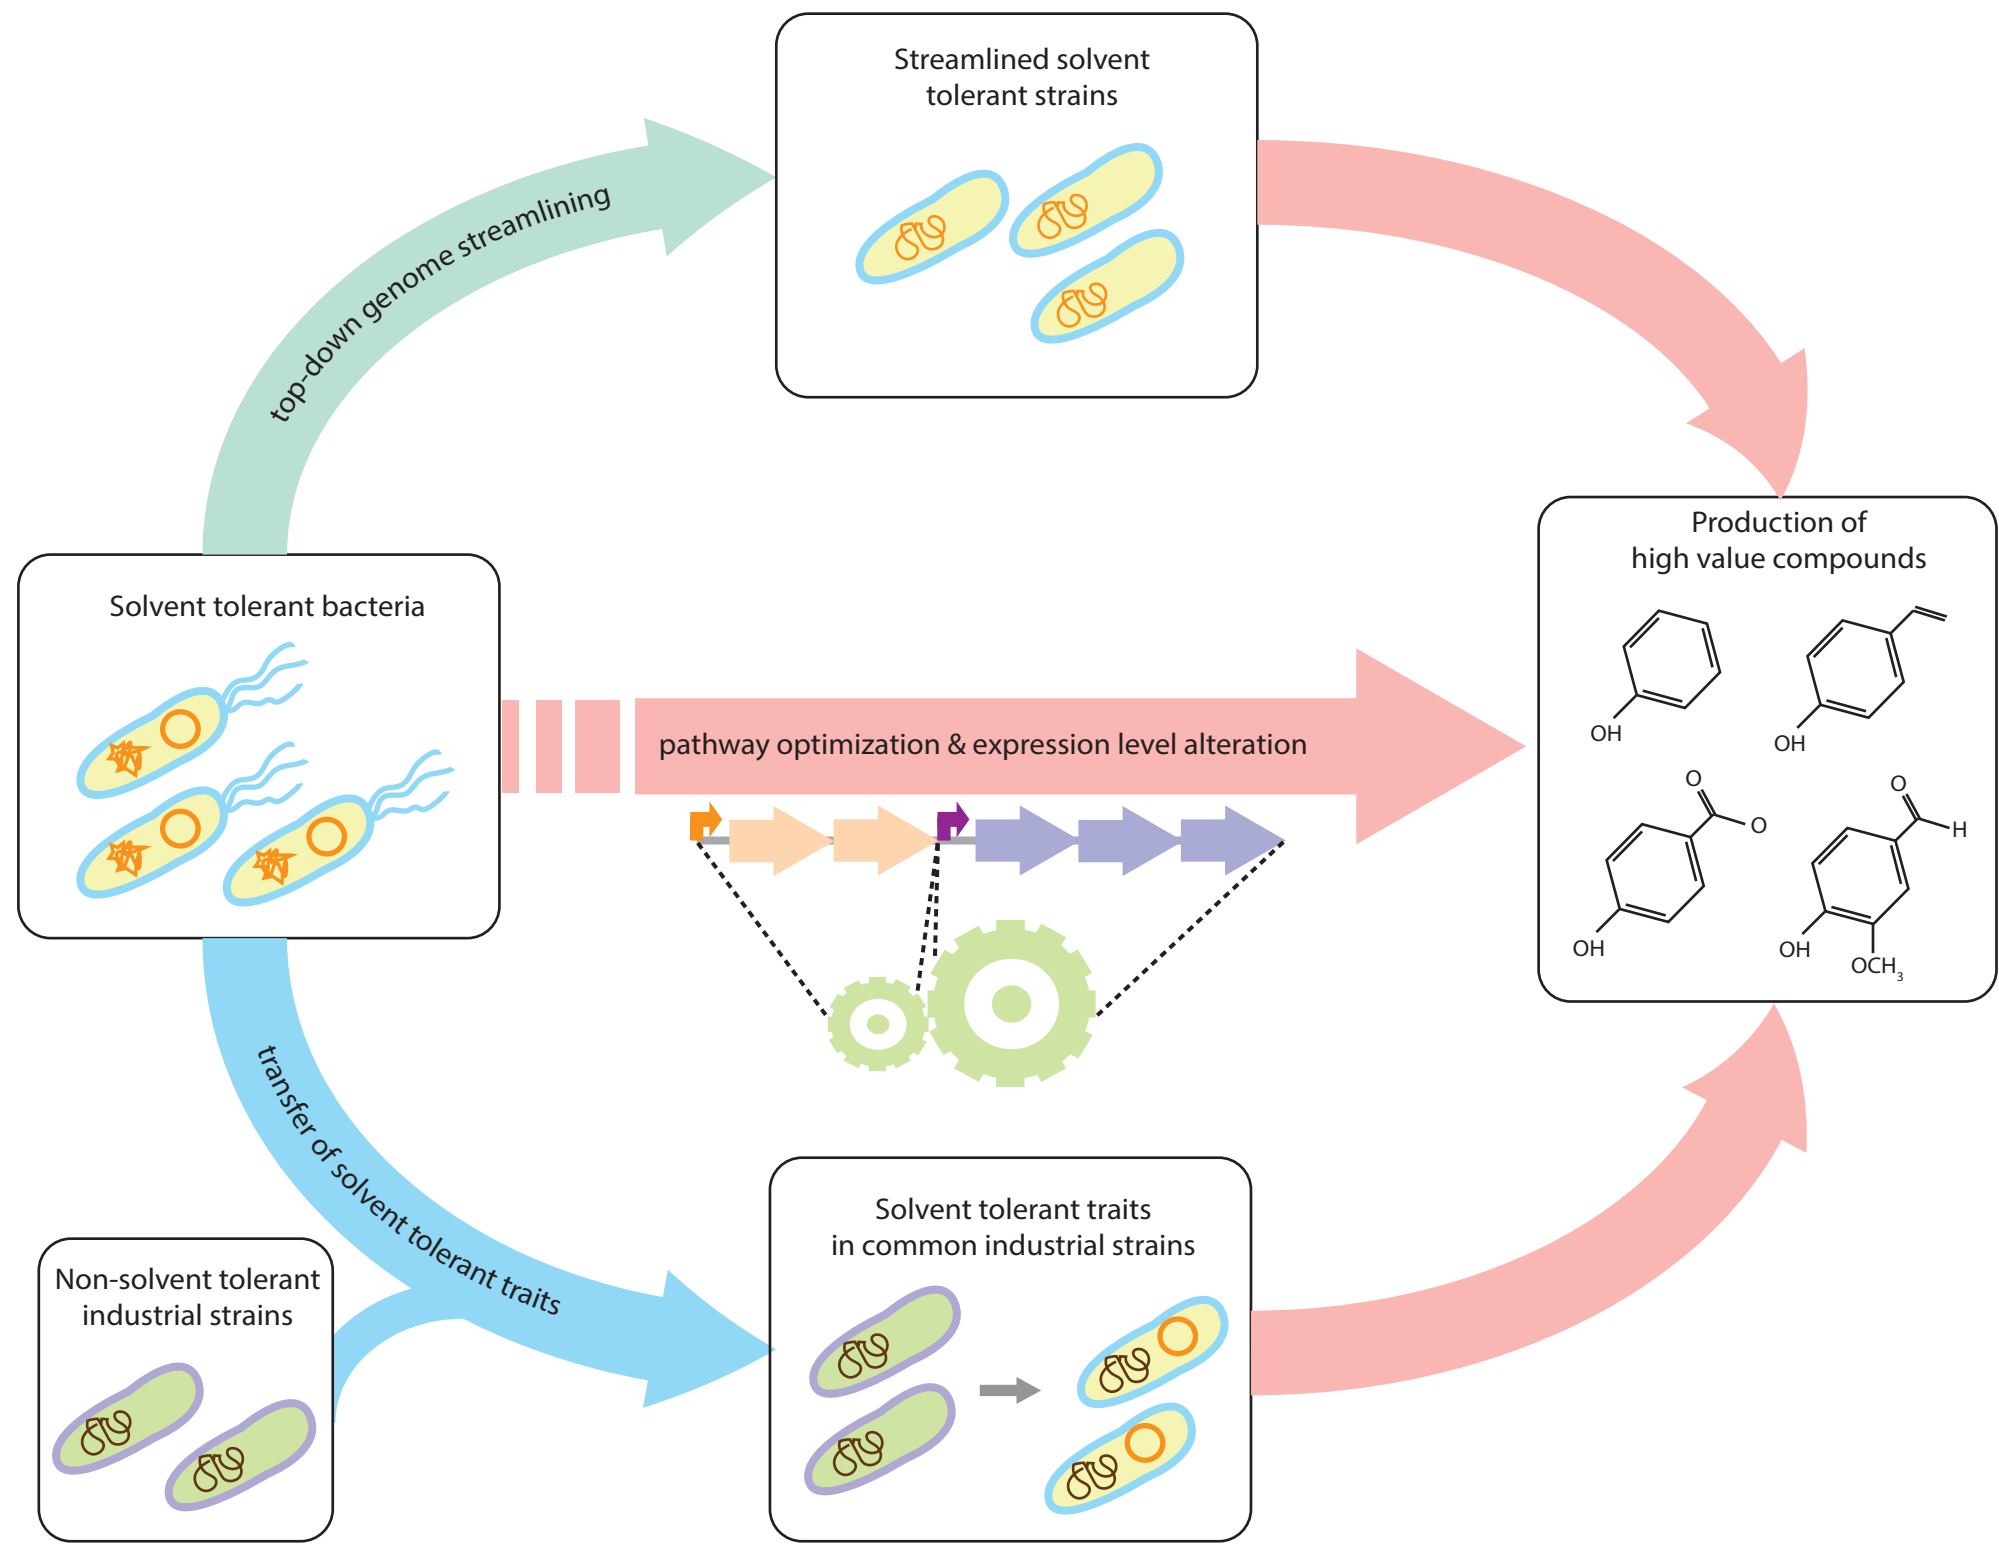 Streamlined solvent
tolerant strains
top-down genome streamlining
Solvent tolerant bacteria
Production of
high value compounds
OH
OH
O
O
OH
O
H
OH
OCH3
pathway optimization & expression level alteration
transfer of solvent tolerant traits
Non-solvent tolerant
industrial strains
Solvent tolerant traits
in common industrial strains